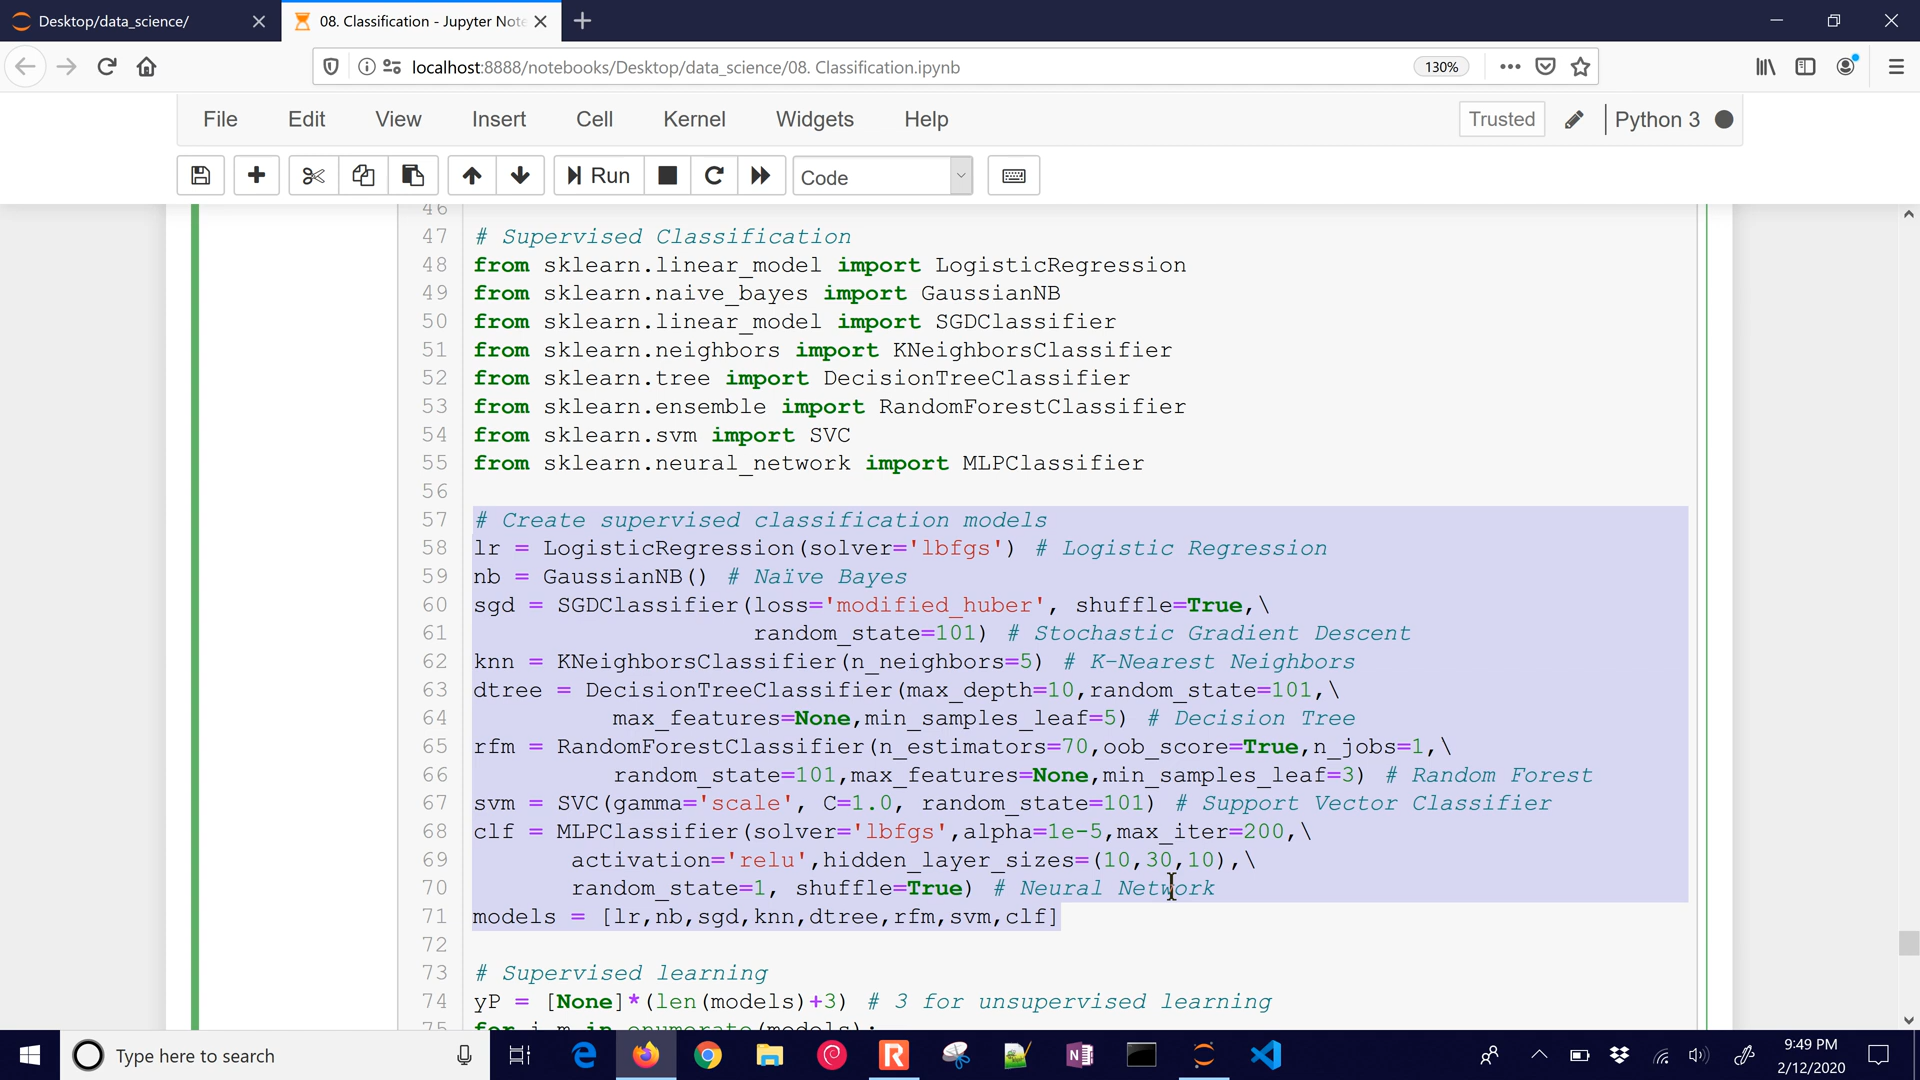 Desktop/data_science/
08. Classification - Jupyter Note
localhost:8888/notebooks/Desktop/data_science/08. Classification.ipynb
130%
File Edit View Insert Cell Kernel Widgets Help
Trusted
Python 3
Run
Code
46
47 # Supervised Classification
48 from sklearn.linear_model import LogisticRegression
49 from sklearn.naive_bayes import GaussianNB
50 from sklearn.linear_model import SGDClassifier
51 from sklearn.neighbors import KNeighborsClassifier
52 from sklearn.tree import DecisionTreeClassifier
53 from sklearn.ensemble import RandomForestClassifier
54 from sklearn.svm import SVC
55 from sklearn.neural_network import MLPClassifier
56
57 # Create supervised classification models
58 lr = LogisticRegression(solver='lbfgs') # Logistic Regression
59 nb = GaussianNB() # Naïve Bayes
60 sgd = SGDClassifier(loss='modified_huber', shuffle=True,\
61 random_state=101) # Stochastic Gradient Descent
62 knn = KNeighborsClassifier(n_neighbors=5) # K-Nearest Neighbors
63 dtree = DecisionTreeClassifier(max_depth=10,random_state=101,\
64 max_features=None,min_samples_leaf=5) # Decision Tree
65 rfm = RandomForestClassifier(n_estimators=70,oob_score=True,n_jobs=1,\
66 random_state=101,max_features=None,min_samples_leaf=3) # Random Forest
67 svm = SVC(gamma='scale', C=1.0, random_state=101) # Support Vector Classifier
68 clf = MLPClassifier(solver='lbfgs',alpha=1e-5,max_iter=200,\
69 activation='relu',hidden_layer_sizes=(10,30,10),\
70 random_state=1, shuffle=True) # Neural Network
71 models = [lr,nb,sgd,knn,dtree,rfm,svm,clf]
72
73 # Supervised learning
74 yP = [None]*(len(models)+3) # 3 for unsupervised learning
75 for i,m in enumerate(models):
Type here to search
9:49 PM
2/12/2020